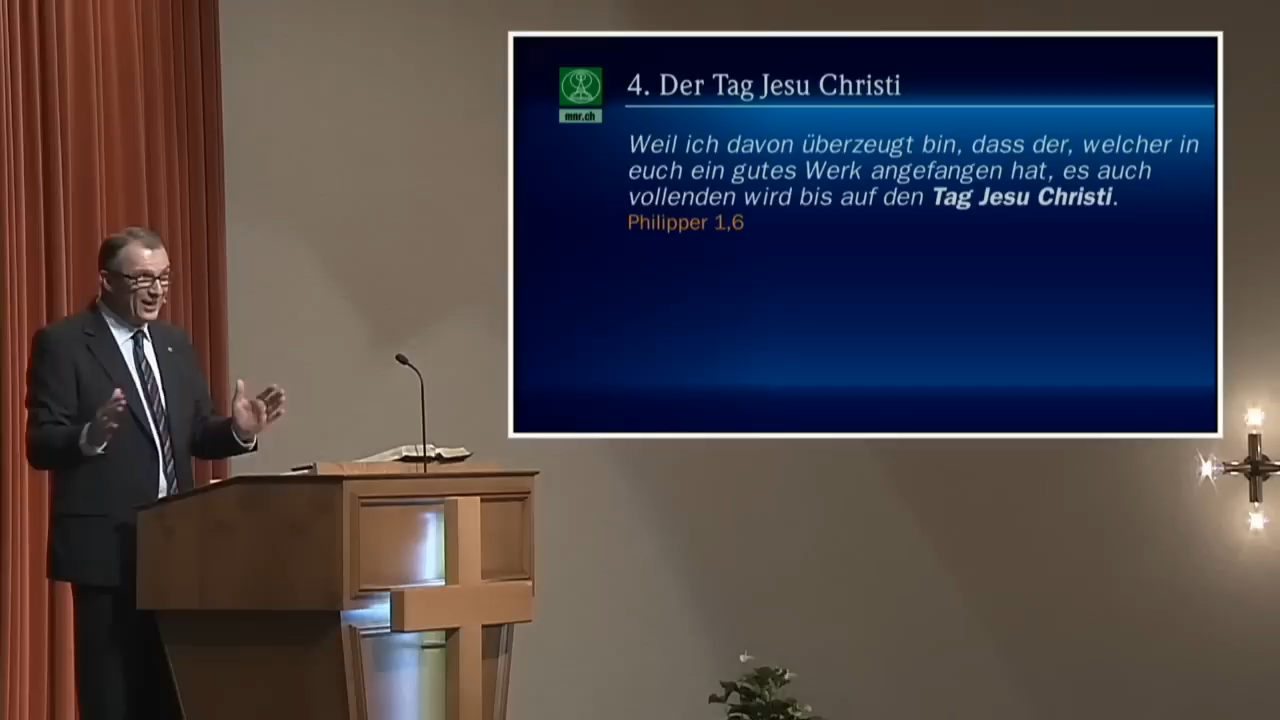 4. Der Tag Jesu Christi
mnr.ch
Weil ich davon überzeugt bin, dass der, welcher in
euch ein gutes Werk angefangen hat, es auch
vollenden wird bis auf den Tag Jesu Christi.
Philipper 1,6